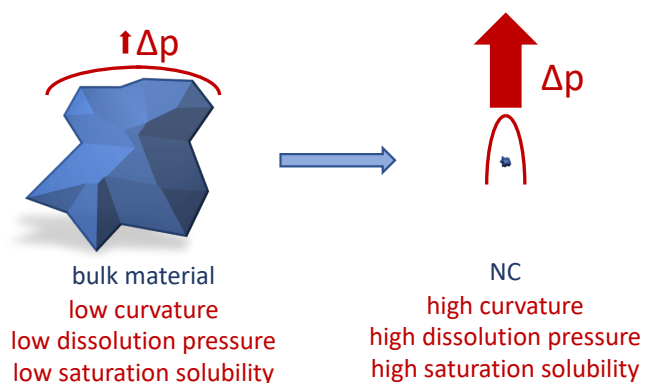 Δp
Δp
bulk material
low curvature
low dissolution pressure
low saturation solubility
NC
high curvature
high dissolution pressure
high saturation solubility